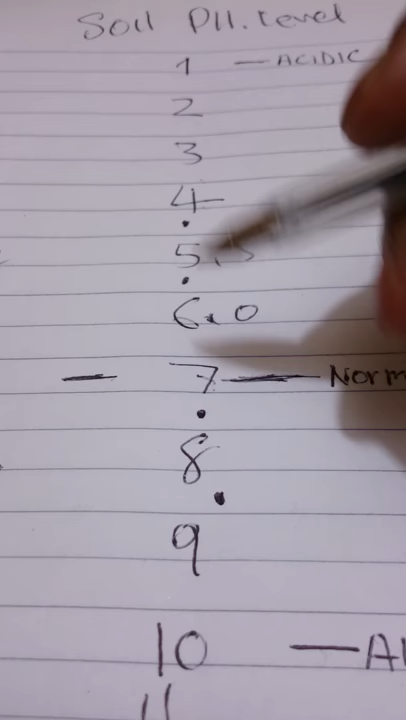 Soil PH. Level
1 — ACIDIC
2
3
4
5.5
6.0
— 7 — Norm
8
9
10 — Al
11